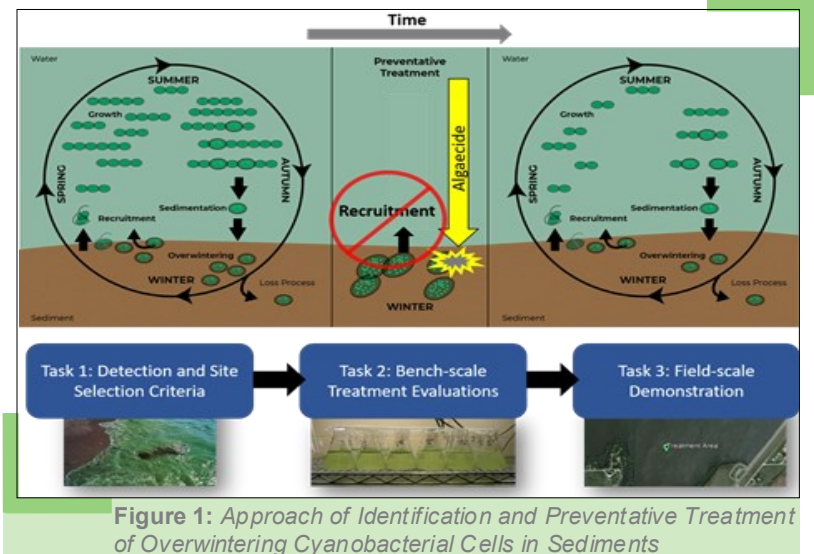 Time
Water
SUMMER
Growth
SPRING
AUTUMN
Sedimentation
Recruitment
Overwintering
WINTER
Loss Process
Sediment
Preventative
Treatment
Algaecide
Recruitment
WINTER
Water
SUMMER
Growth
SPRING
AUTUMN
Sedimentation
Recruitment
Overwintering
WINTER
Loss Process
Sediment
Task 1: Detection and Site
Selection Criteria
Task 2: Bench-scale
Treatment Evaluations
Task 3: Field-scale
Demonstration
Treatment Area
Figure 1: Approach of Identification and Preventative Treatment
of Overwintering Cyanobacterial Cells in Sediments